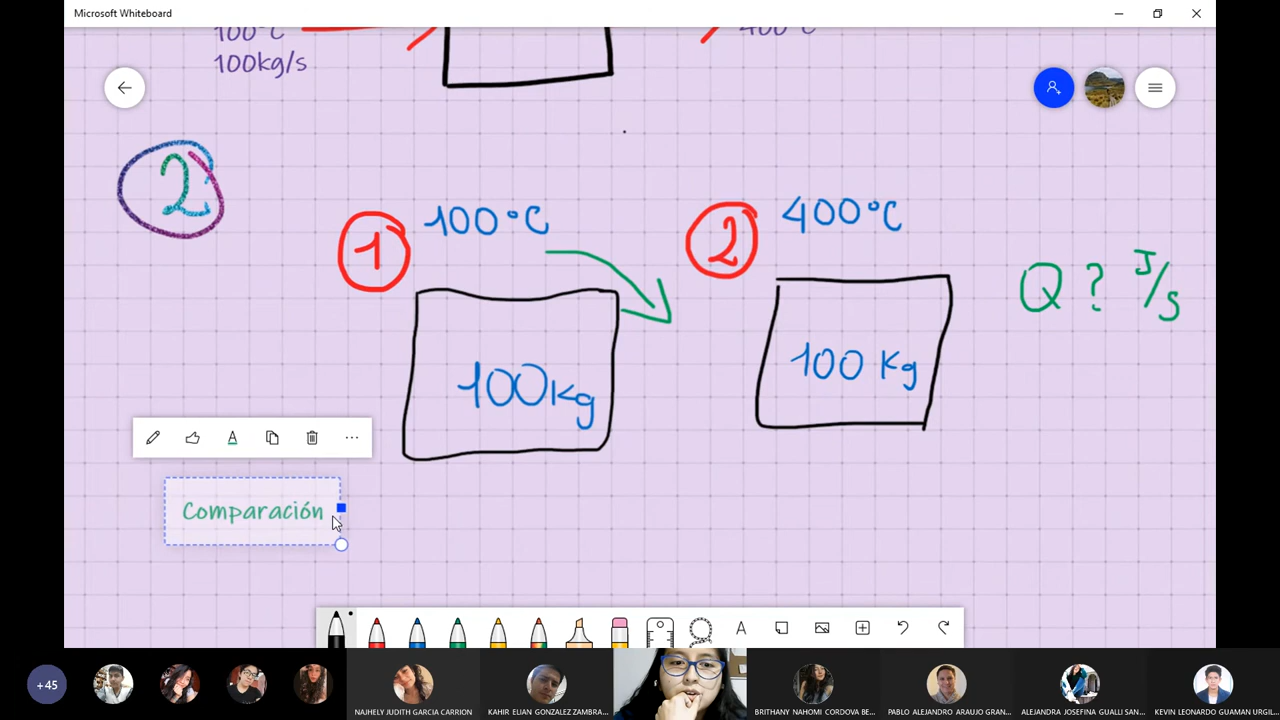 Microsoft Whiteboard
100°C
400°C
100kg/s
2
1
100°C
2
400°C
Q ? J/s
100Kg
100 Kg
Comparación
+45
NAJHELY JUDITH GARCIA CARRION
KAHIR ELIAN GONZALEZ ZAMBRA...
BRITHANY NAHOMI CORDOVA BE...
PABLO ALEJANDRO ARAUJO GRAN...
ALEJANDRA JOSEFINA GUALLI SAN...
KEVIN LEONARDO GUAMAN URGIL...